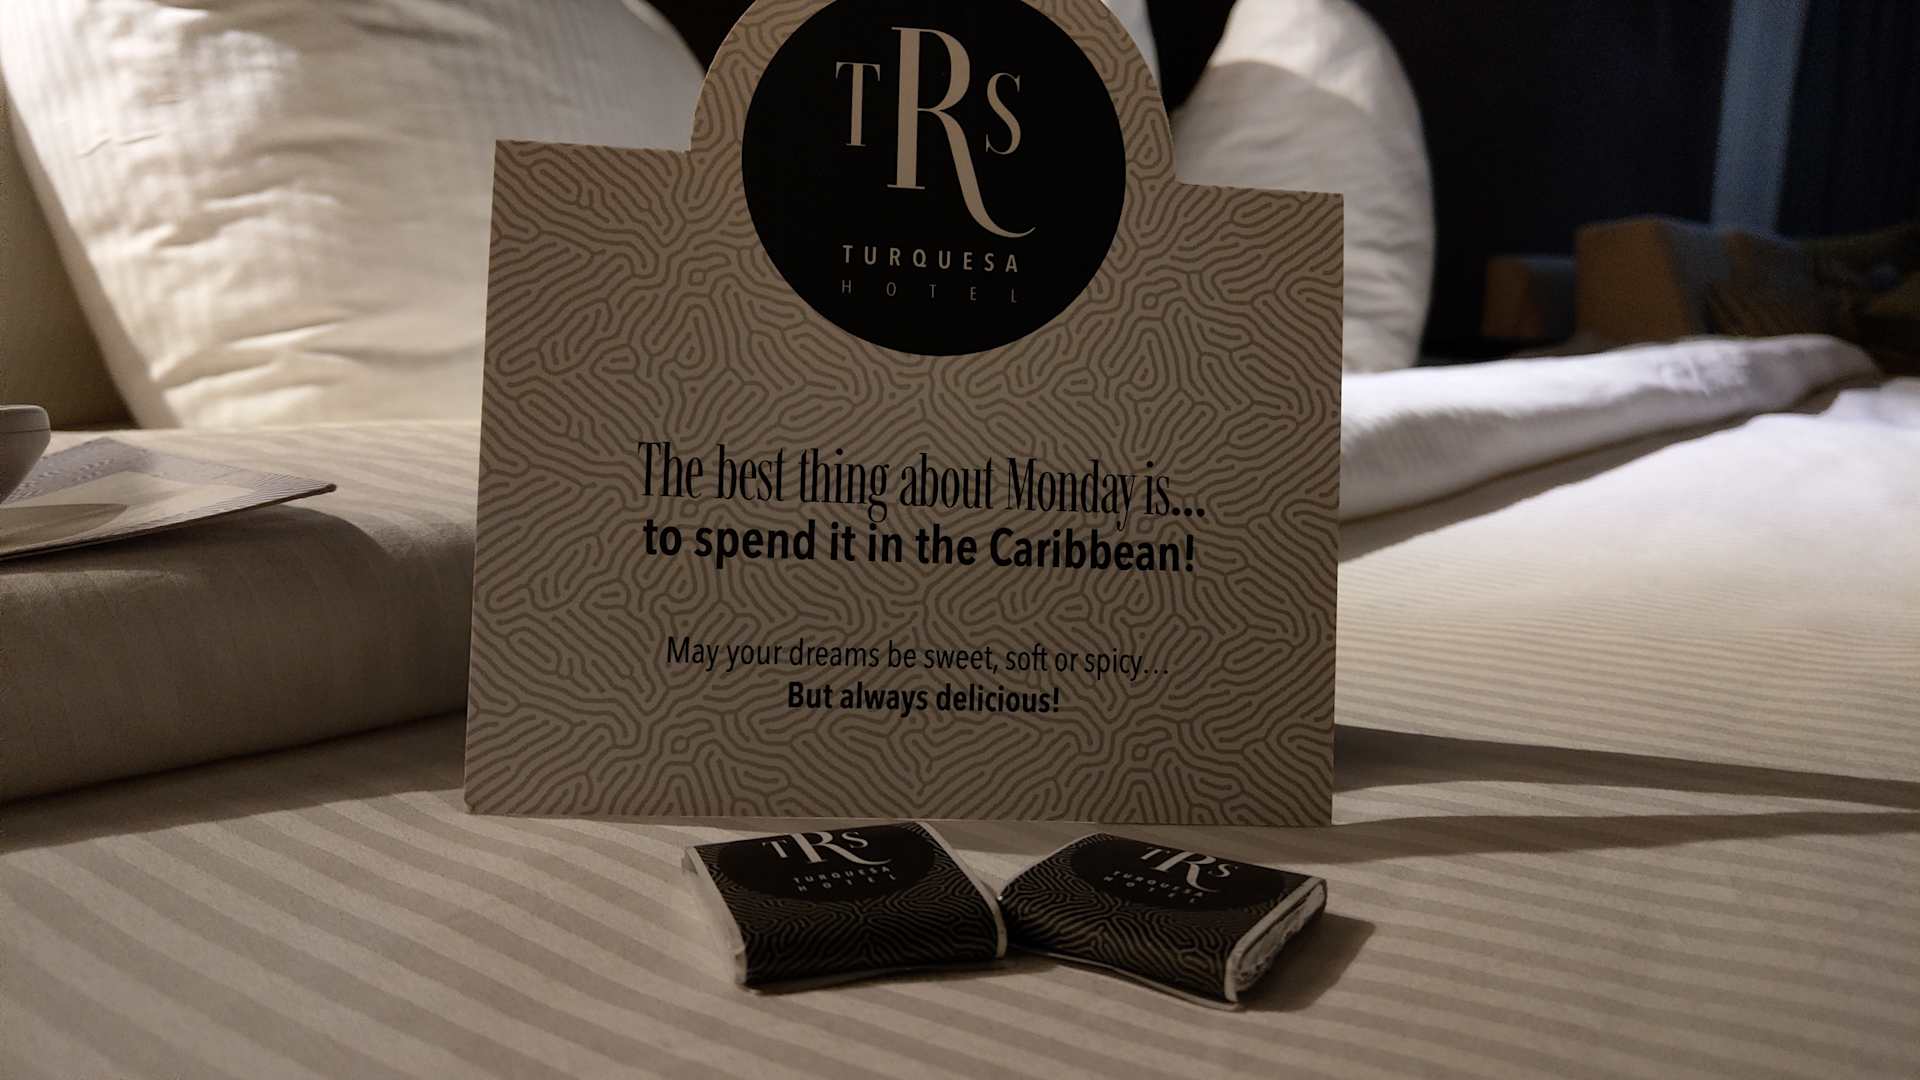 TRS
TURQUESA
HOTEL
The best thing about Monday is...
to spend it in the Caribbean!
May your dreams be sweet, soft or spicy...
But always delicious!
TRS
TURQUESA
HOTEL
TRS
TURQUESA
HOTEL